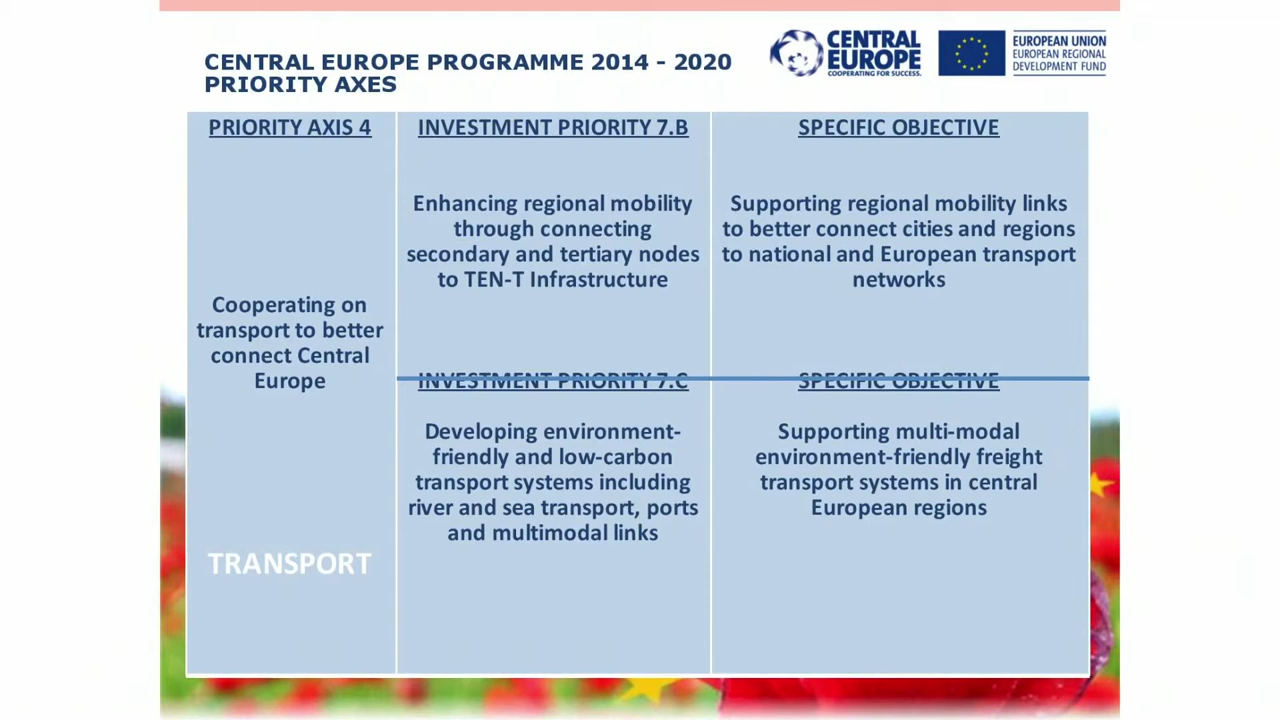 CENTRAL EUROPE PROGRAMME 2014 - 2020
PRIORITY AXES
CENTRAL
EUROPE
COOPERATING FOR SUCCESS.
EUROPEAN UNION
EUROPEAN REGIONAL
DEVELOPMENT FUND
PRIORITY AXIS 4
Cooperating on
transport to better
connect Central
Europe
TRANSPORT
INVESTMENT PRIORITY 7.B
Enhancing regional mobility
through connecting
secondary and tertiary nodes
to TEN-T Infrastructure
SPECIFIC OBJECTIVE
Supporting regional mobility links
to better connect cities and regions
to national and European transport
networks
INVESTMENT PRIORITY 7.C
Developing environment-
friendly and low-carbon
transport systems including
river and sea transport, ports
and multimodal links
SPECIFIC OBJECTIVE
Supporting multi-modal
environment-friendly freight
transport systems in central
European regions